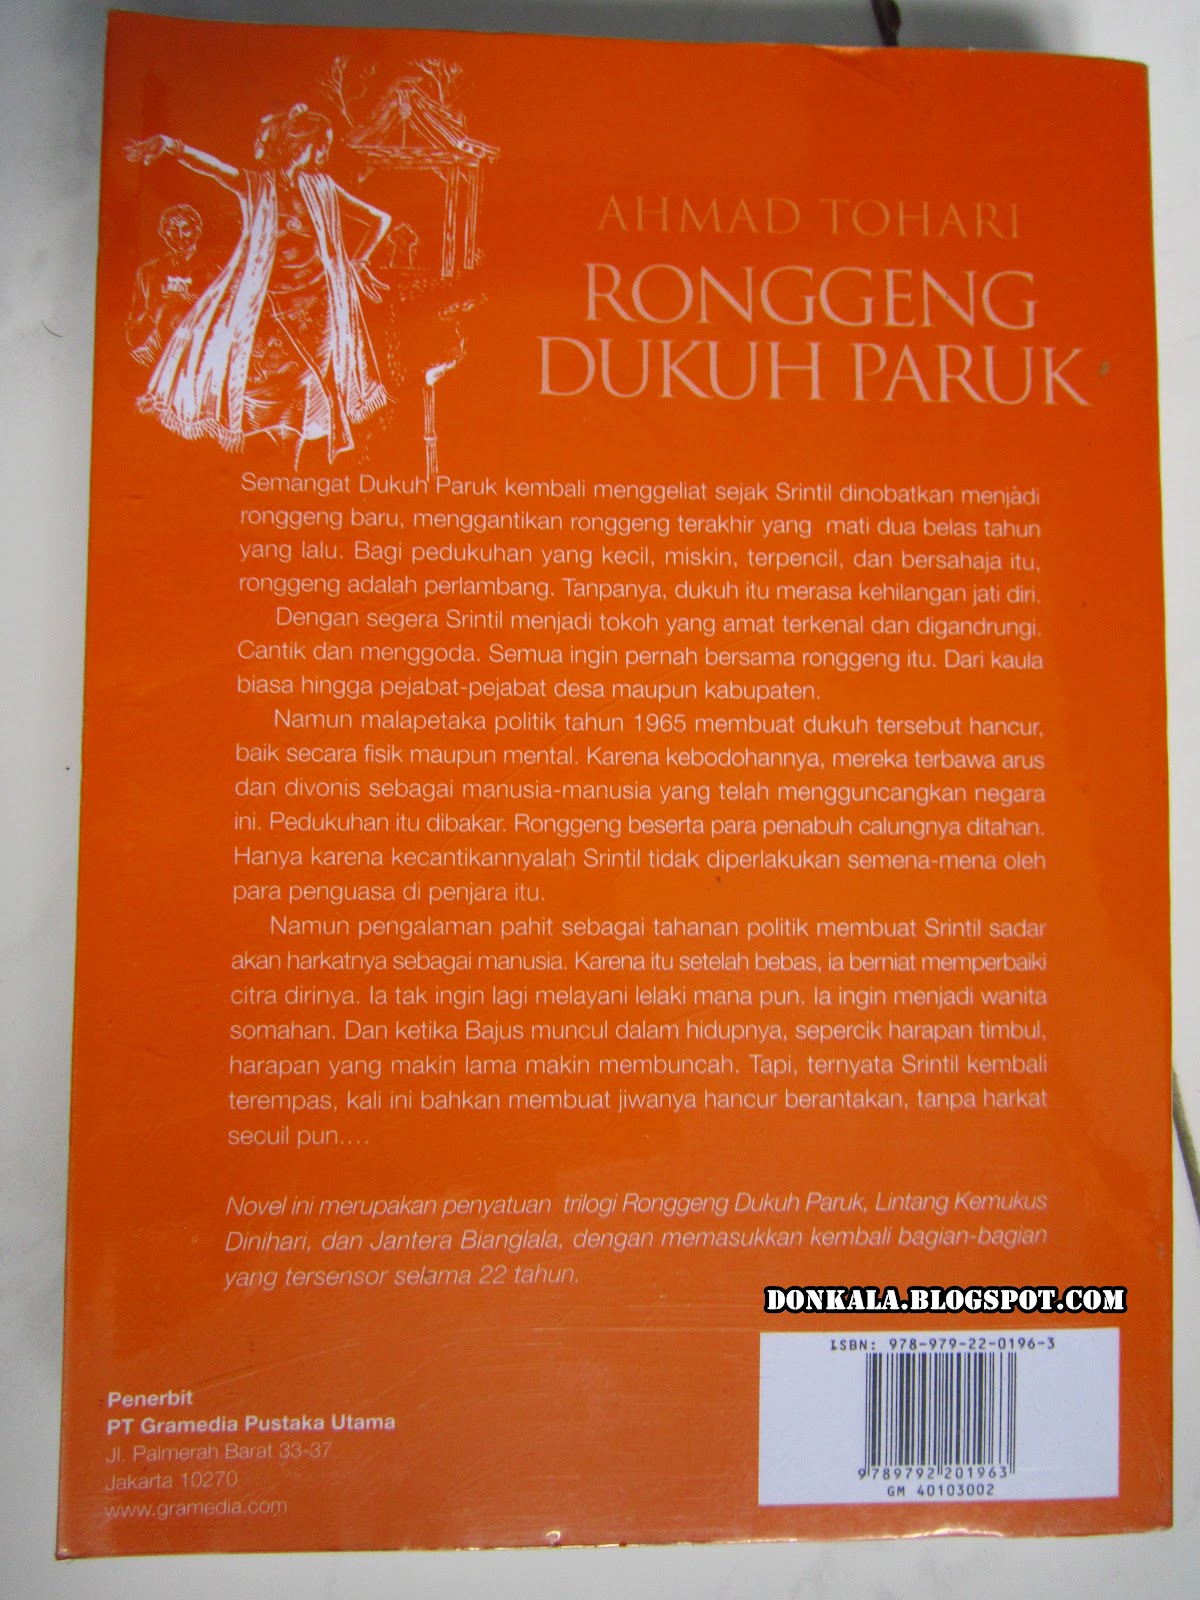 AHMAD TOHARI
RONGGENG
DUKUH PARUK
Semangat Dukuh Paruk kembali menggeliat sejak Srintil dinobatkan menjadi
ronggeng baru, menggantikan ronggeng terakhir yang mati dua belas tahun
yang lalu. Bagi pedukuhan yang kecil, miskin, terpencil, dan bersahaja itu,
ronggeng adalah perlambang. Tanpanya, dukuh itu merasa kehilangan jati diri.
Dengan segera Srintil menjadi tokoh yang amat terkenal dan digandrungi.
Cantik dan menggoda. Semua ingin pernah bersama ronggeng itu. Dari kaula
biasa hingga pejabat-pejabat desa maupun kabupaten.
Namun malapetaka politik tahun 1965 membuat dukuh tersebut hancur,
baik secara fisik maupun mental. Karena kebodohannya, mereka terbawa arus
dan divonis sebagai manusia-manusia yang telah mengguncangkan negara
ini. Pedukuhan itu dibakar. Ronggeng beserta para penabuh calungnya ditahan.
Hanya karena kecantikannyalah Srintil tidak diperlakukan semena-mena oleh
para penguasa di penjara itu.
Namun pengalaman pahit sebagai tahanan politik membuat Srintil sadar
akan harkatnya sebagai manusia. Karena itu setelah bebas, ia berniat memperbaiki
citra dirinya. Ia tak ingin lagi melayani lelaki mana pun. Ia ingin menjadi wanita
somahan. Dan ketika Bajus muncul dalam hidupnya, sepercik harapan timbul,
harapan yang makin lama makin membuncah. Tapi, ternyata Srintil kembali
terempas, kali ini bahkan membuat jiwanya hancur berantakan, tanpa harkat
secuil pun....
Novel ini merupakan penyatuan trilogi Ronggeng Dukuh Paruk, Lintang Kemukus
Dinihari, dan Jantera Bianglala, dengan memasukkan kembali bagian-bagian
yang tersensor selama 22 tahun.
DONKALA.BLOGSPOT.COM
ISBN: 978-979-22-0196-3
9 789792 201963
GM 40103002
Penerbit
PT Gramedia Pustaka Utama
Jl. Palmerah Barat 33-37
Jakarta 10270
www.gramedia.com